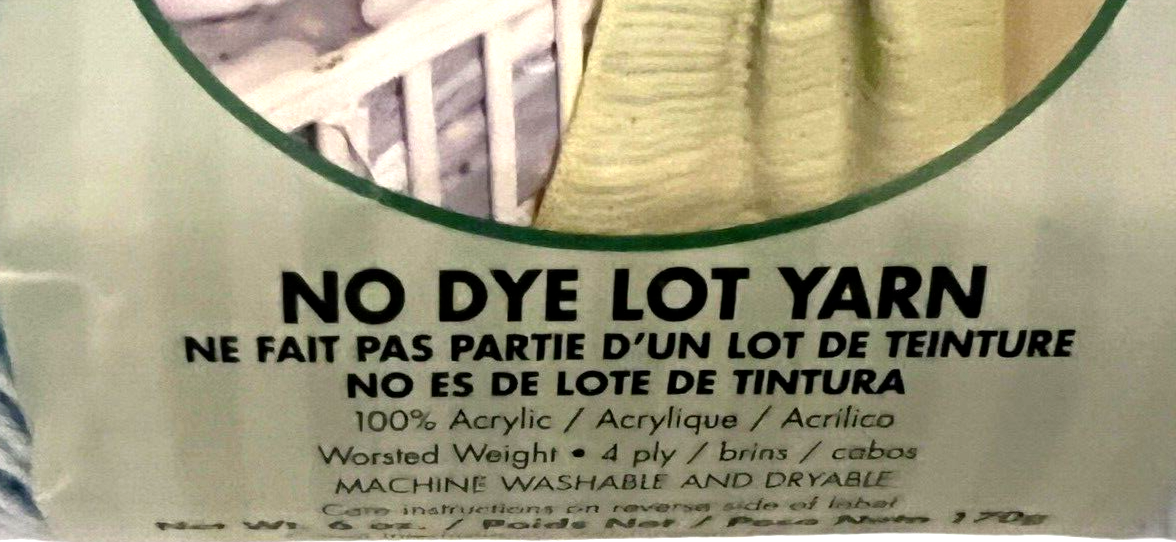 NO DYE LOT YARN
NE FAIT PAS PARTIE D'UN LOT DE TEINTURE
NO ES DE LOTE DE TINTURA
100% Acrylic / Acrylique / Acrílico
Worsted Weight • 4 ply / brins / cabos
MACHINE WASHABLE AND DRYABLE
Care instructions on reverse side of label
Net Wt. 6 oz. / Poids Net / Peso Neto 170g